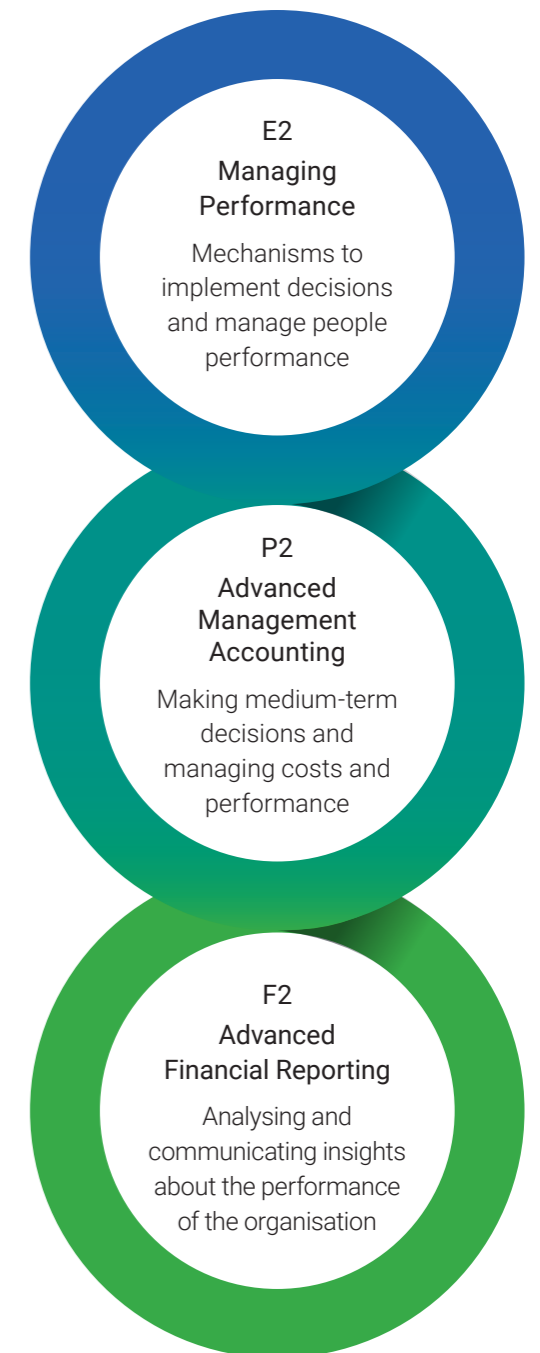 E2
Managing
Performance
Mechanisms to
implement decisions
and manage people
performance
P2
Advanced
Management
Accounting
Making medium-term
decisions and
managing costs and
performance
F2
Advanced
Financial Reporting
Analysing and
communicating insights
about the performance
of the organisation